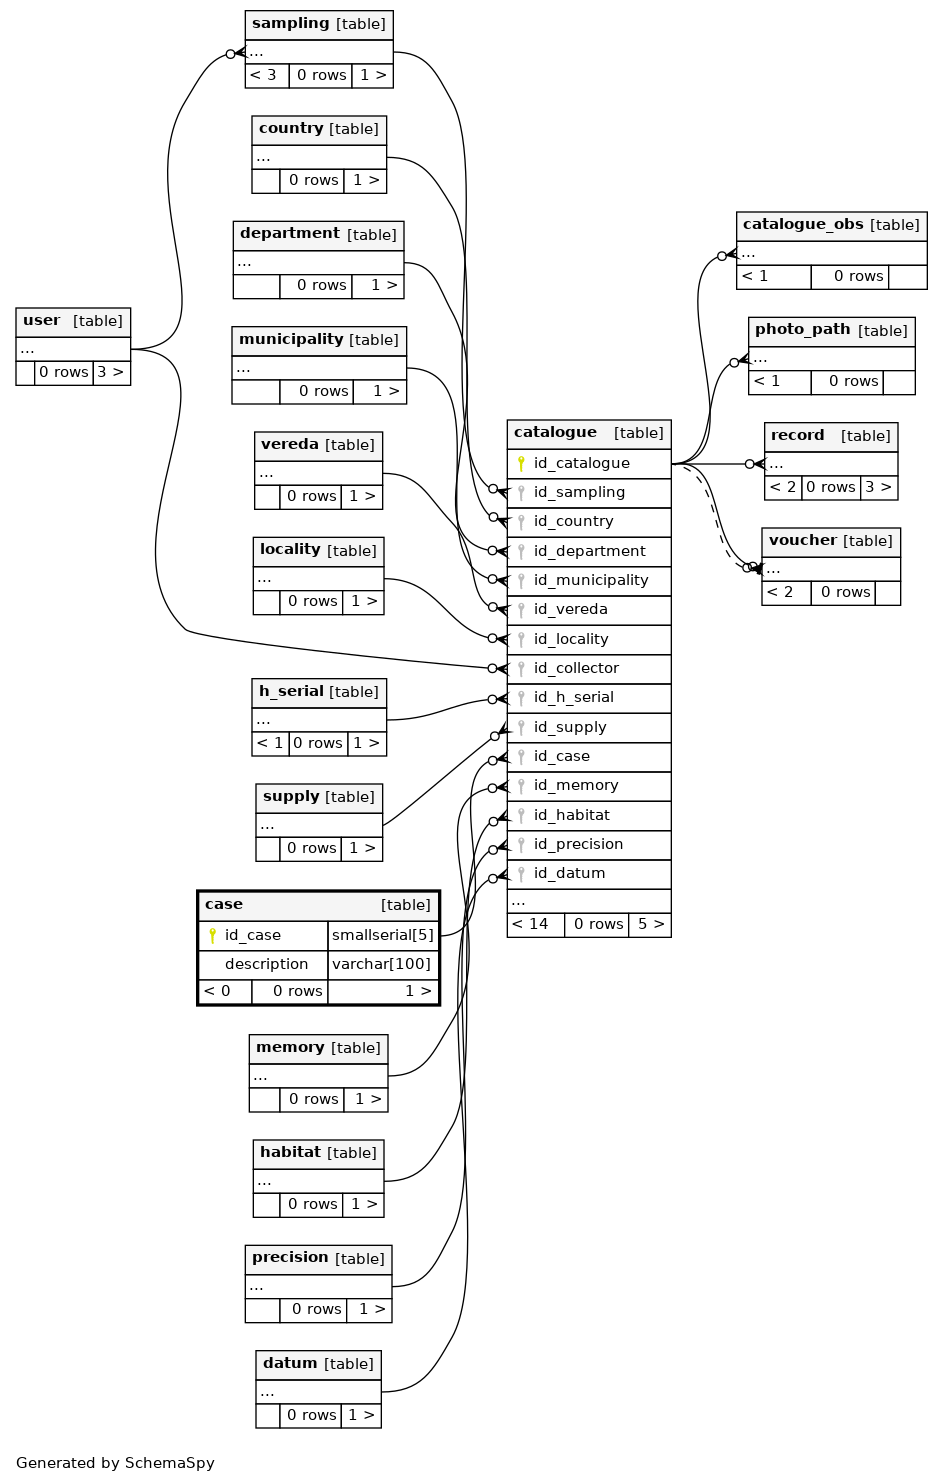 sampling [table]
...
< 3 0 rows 1 >
country [table]
...
0 rows 1 >
department [table]
...
0 rows 1 >
municipality [table]
...
0 rows 1 >
user [table]
...
0 rows 3 >
vereda [table]
...
0 rows 1 >
locality [table]
...
0 rows 1 >
h_serial [table]
...
< 1 0 rows 1 >
supply [table]
...
0 rows 1 >
case [table]
id_case smallserial[5]
description varchar[100]
< 0 0 rows 1 >
memory [table]
...
0 rows 1 >
habitat [table]
...
0 rows 1 >
precision [table]
...
0 rows 1 >
datum [table]
...
0 rows 1 >
catalogue [table]
id_catalogue
id_sampling
id_country
id_department
id_municipality
id_vereda
id_locality
id_collector
id_h_serial
id_supply
id_case
id_memory
id_habitat
id_precision
id_datum
...
< 14 0 rows 5 >
catalogue_obs [table]
...
< 1 0 rows
photo_path [table]
...
< 1 0 rows
record [table]
...
< 2 0 rows 3 >
voucher [table]
...
< 2 0 rows
Generated by SchemaSpy